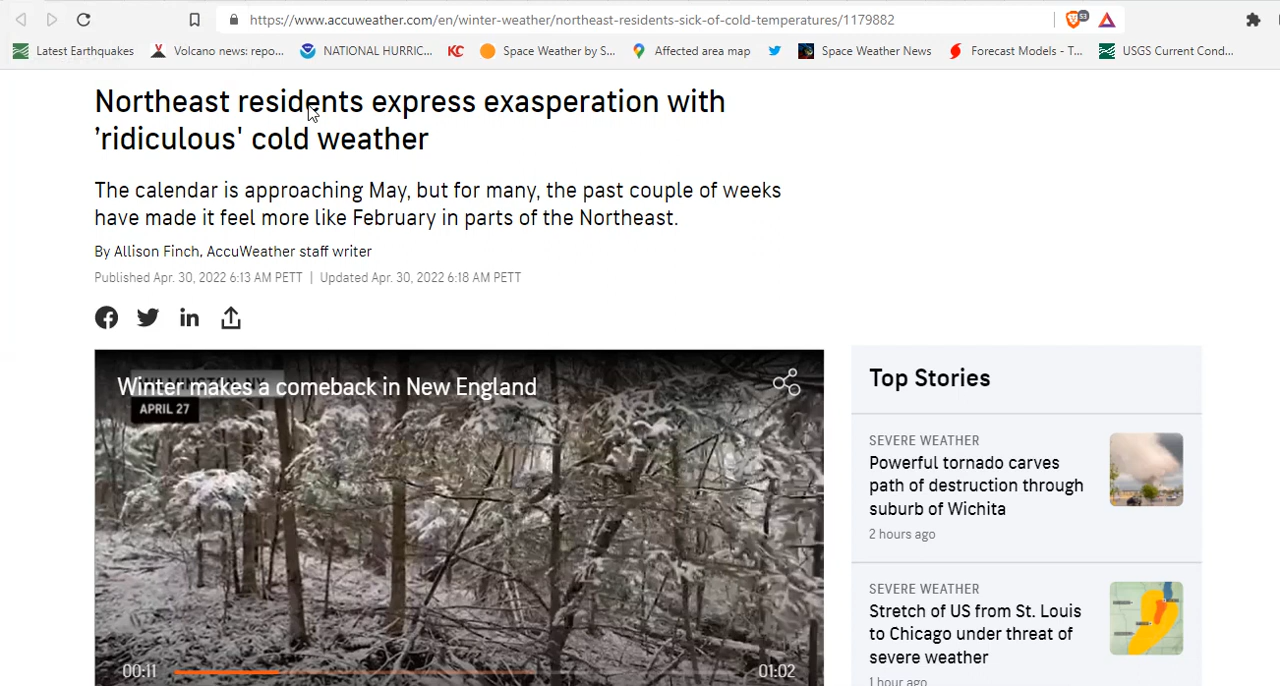 https://www.accuweather.com/en/winter-weather/northeast-residents-sick-of-cold-temperatures/1179882
53
Latest Earthquakes
Volcano news: repo...
NATIONAL HURRIC...
KC
Space Weather by S...
Affected area map
Space Weather News
Forecast Models - T...
USGS Current Cond...
Northeast residents express exasperation with
'ridiculous' cold weather
The calendar is approaching May, but for many, the past couple of weeks
have made it feel more like February in parts of the Northeast.
By Allison Finch, AccuWeather staff writer
Published Apr. 30, 2022 6:13 AM PETT | Updated Apr. 30, 2022 6:18 AM PETT
Winter makes a comeback in New England
APRIL 27
00:11
01:02
Top Stories
SEVERE WEATHER
Powerful tornado carves
path of destruction through
suburb of Wichita
2 hours ago
SEVERE WEATHER
Stretch of US from St. Louis
to Chicago under threat of
severe weather
1 hour ago